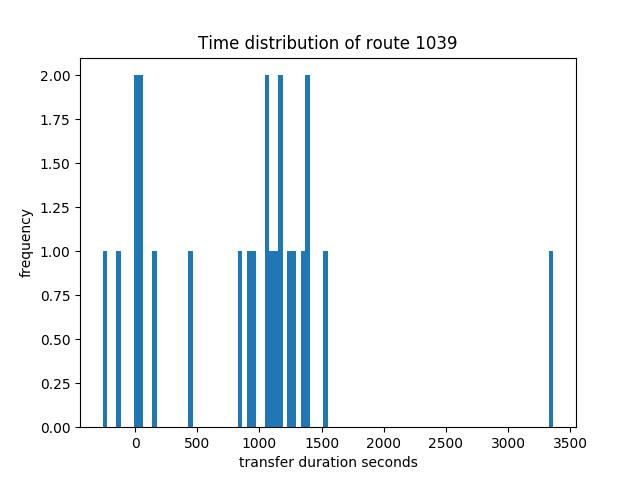 Time distribution of route 1039
2.00
1.75
1.50
1.25
1.00
0.75
0.50
0.25
0.00
frequency
0 500 1000 1500 2000 2500 3000 3500
transfer duration seconds